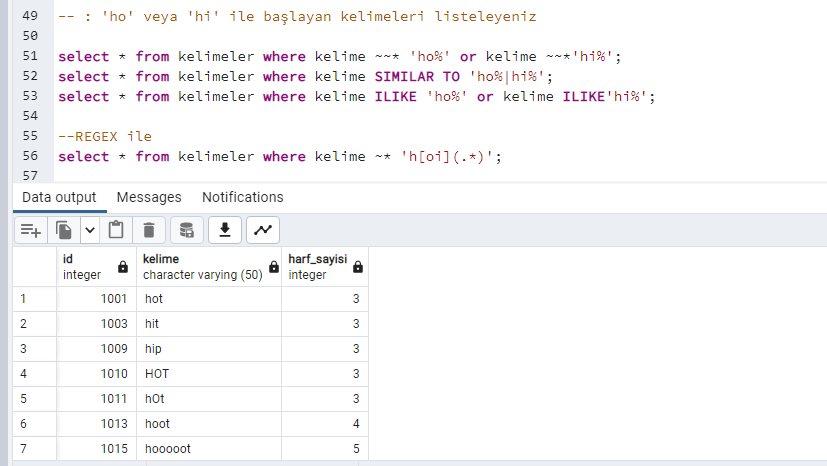 49 -- : 'ho' veya 'hi' ile başlayan kelimeleri listeleyeniz
50
51 select * from kelimeler where kelime ~~* 'ho%' or kelime ~~*'hi%';
52 select * from kelimeler where kelime SIMILAR TO 'ho%|hi%';
53 select * from kelimeler where kelime ILIKE 'ho%' or kelime ILIKE'hi%';
54
55 --REGEX ile
56 select * from kelimeler where kelime ~* 'h[oi](.*)';
57
Data output Messages Notifications
id kelime harf_sayisi
integer character varying (50) integer
1 1001 hot 3
2 1003 hit 3
3 1009 hip 3
4 1010 HOT 3
5 1011 hOt 3
6 1013 hoot 4
7 1015 hooooot 5